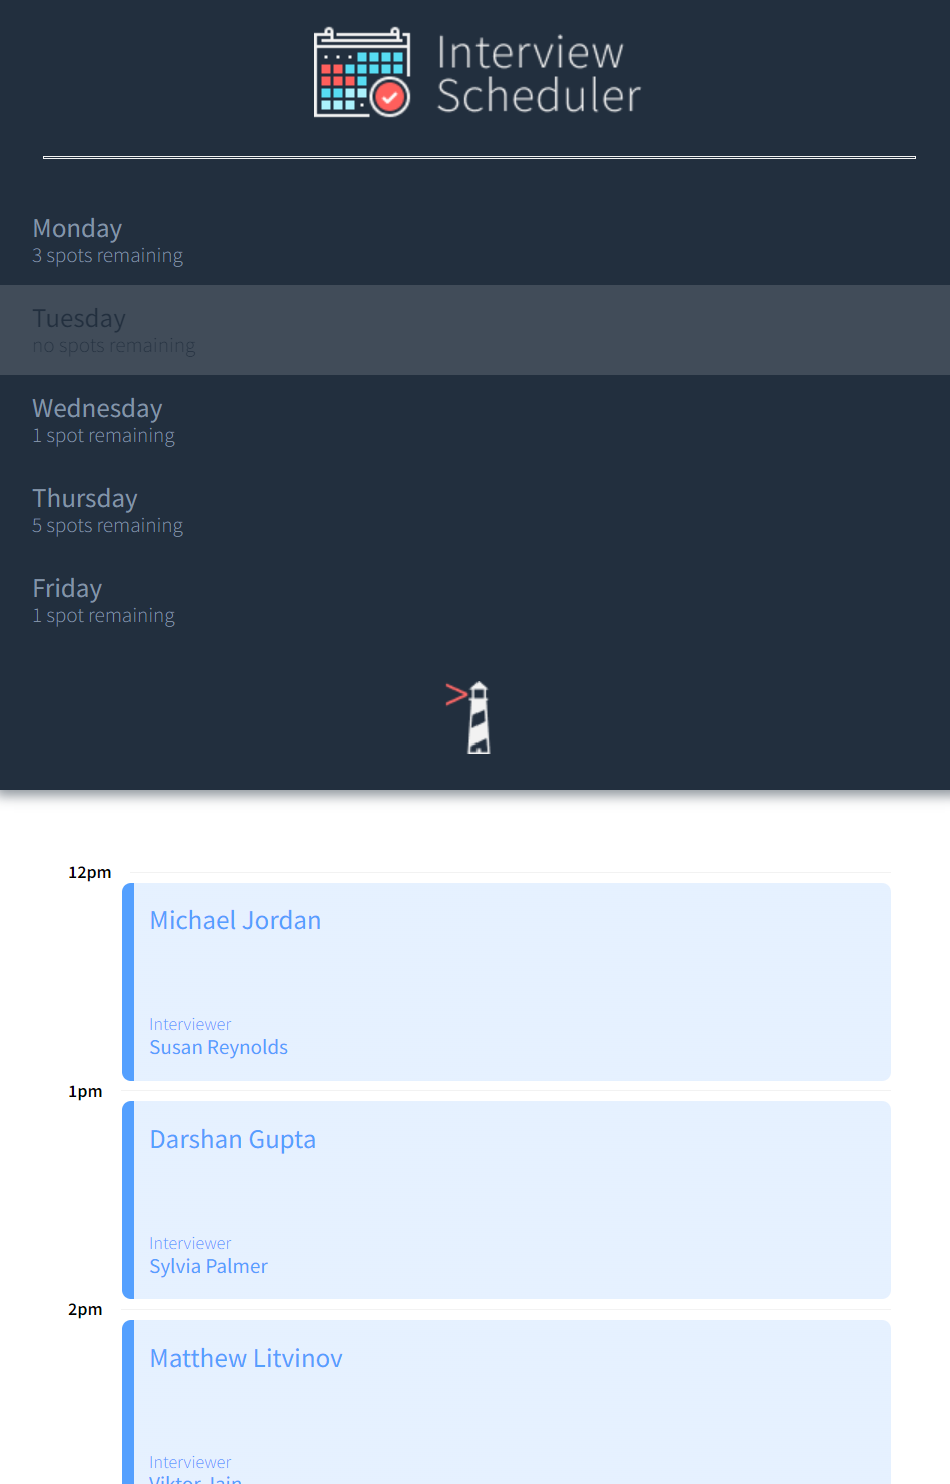 Interview
Scheduler
Monday
3 spots remaining
Tuesday
no spots remaining
Wednesday
1 spot remaining
Thursday
5 spots remaining
Friday
1 spot remaining
12pm
Michael Jordan
Interviewer
Susan Reynolds
1pm
Darshan Gupta
Interviewer
Sylvia Palmer
2pm
Matthew Litvinov
Interviewer
Viktor Jain